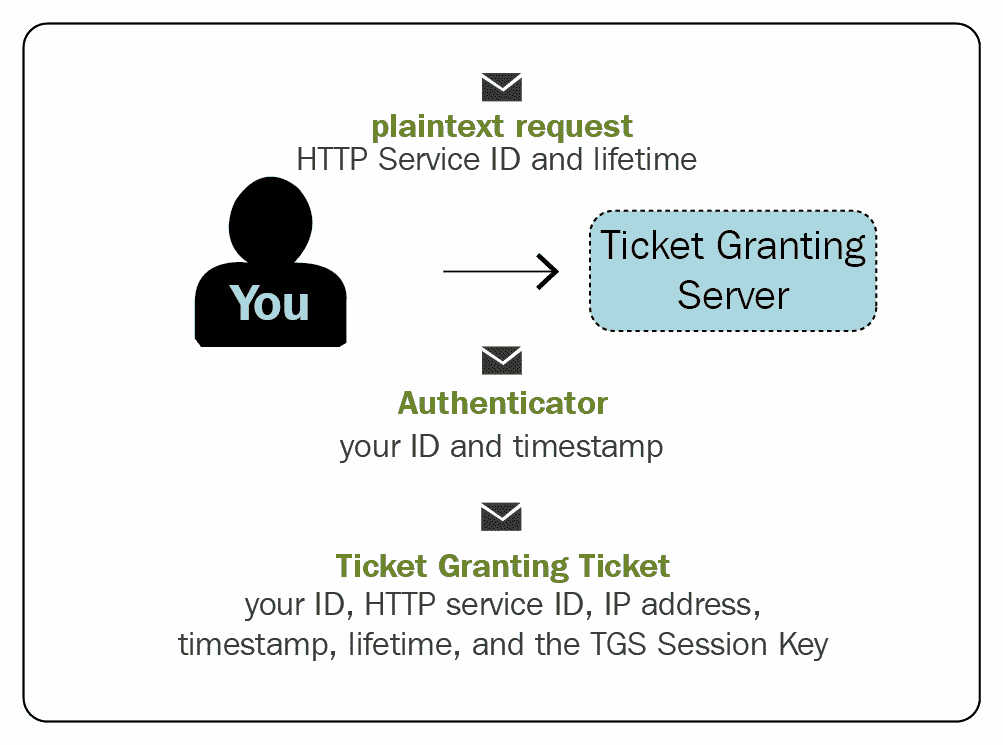 plaintext request
HTTP Service ID and lifetime
You
Ticket Granting
Server
Authenticator
your ID and timestamp
Ticket Granting Ticket
your ID, HTTP service ID, IP address,
timestamp, lifetime, and the TGS Session Key